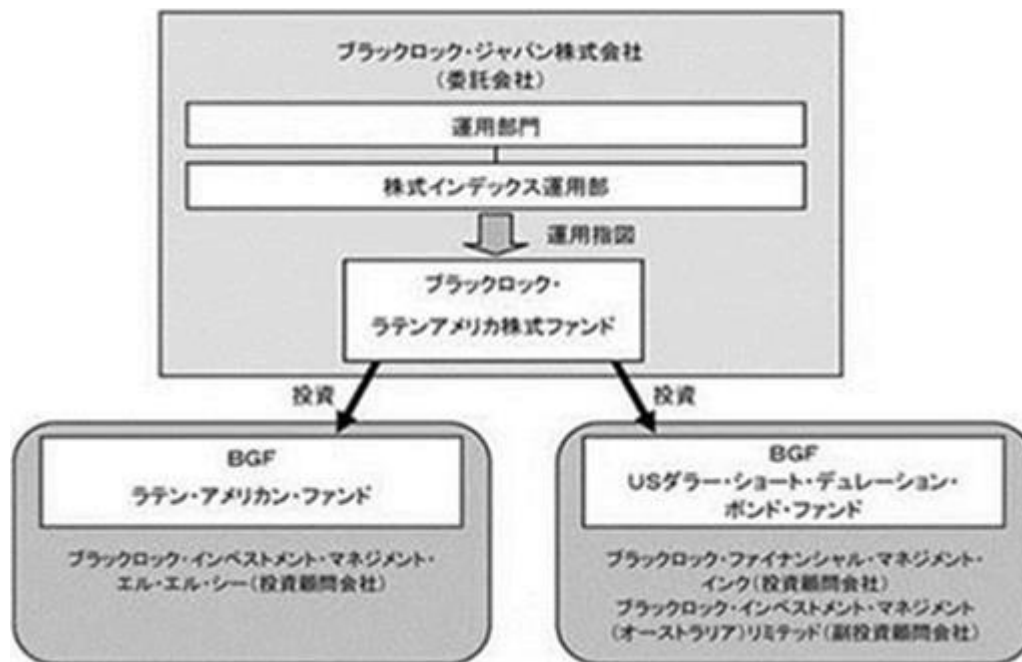 ブラックロック・ジャパン株式会社
(委託会社)
運用部門
株式インデックス運用部
運用指図
ブラックロック・
ラテンアメリカ株式ファンド
投資
投資
BGF
ラテン・アメリカン・ファンド
ブラックロック・インベストメント・マネジメント・
エル・エル・シー(投資顧問会社)
BGF
USダラー・ショート・デュレーション・
ボンド・ファンド
ブラックロック・ファイナンシャル・マネジメント・
インク(投資顧問会社)
ブラックロック・インベストメント・マネジメント
(オーストラリア)リミテッド(副投資顧問会社)